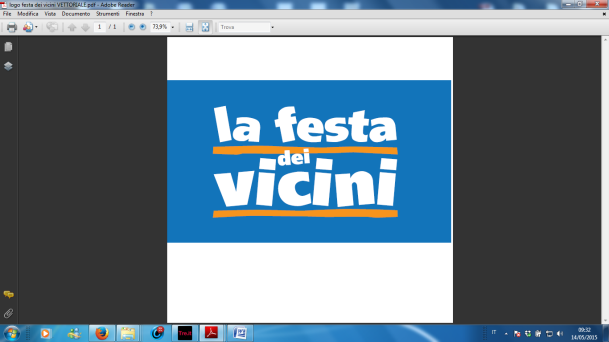 logo festa dei vicini VETTORIALE.pdf - Adobe Reader
File Modifica Vista Documento Strumenti Finestra ?
1 / 1 73,9% Trova
la festa
dei
vicini
IT 09:32
14/05/2015